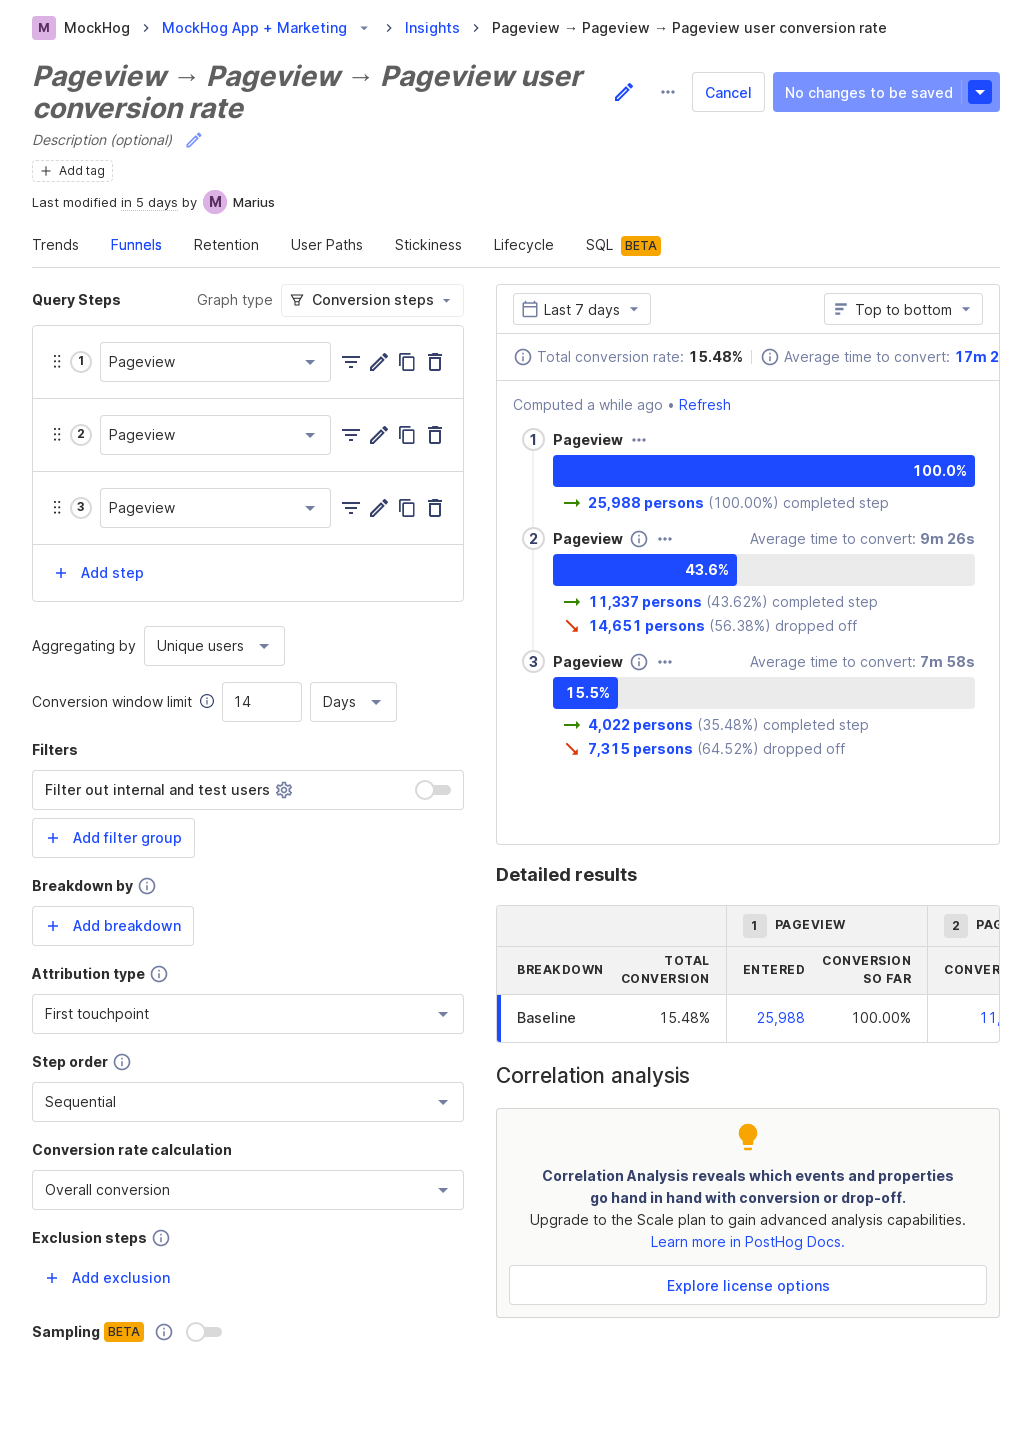 M MockHog MockHog App + Marketing Insights Pageview → Pageview → Pageview user conversion rate
Pageview → Pageview → Pageview user
conversion rate
Cancel
No changes to be saved
Description (optional)
Add tag
Last modified in 5 days by M Marius
Trends Funnels Retention User Paths Stickiness Lifecycle SQL BETA
Query Steps Graph type Conversion steps
1 Pageview
2 Pageview
3 Pageview
Add step
Aggregating by Unique users
Conversion window limit 14 Days
Filters
Filter out internal and test users
Add filter group
Breakdown by
Add breakdown
Attribution type
First touchpoint
Step order
Sequential
Conversion rate calculation
Overall conversion
Exclusion steps
Add exclusion
Sampling BETA
Last 7 days Top to bottom
Total conversion rate: 15.48% Average time to convert: 17m 2
Computed a while ago • Refresh
1 Pageview
100.0%
25,988 persons (100.00%) completed step
2 Pageview Average time to convert: 9m 26s
43.6%
11,337 persons (43.62%) completed step
14,651 persons (56.38%) dropped off
3 Pageview Average time to convert: 7m 58s
15.5%
4,022 persons (35.48%) completed step
7,315 persons (64.52%) dropped off
Detailed results
1 PAGEVIEW 2 PAG
BREAKDOWN TOTAL CONVERSION ENTERED CONVERSION SO FAR CONVER
Baseline 15.48% 25,988 100.00% 11,
Correlation analysis
Correlation Analysis reveals which events and properties
go hand in hand with conversion or drop-off.
Upgrade to the Scale plan to gain advanced analysis capabilities.
Learn more in PostHog Docs.
Explore license options